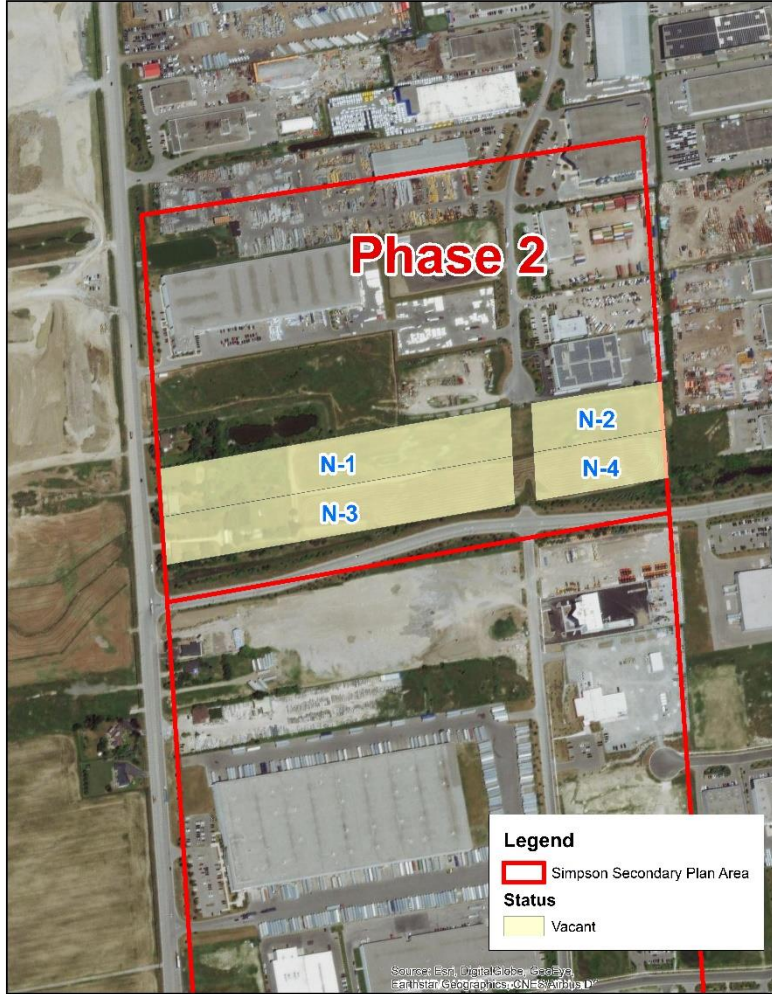 Phase 2
N-1
N-2
N-3
N-4
Legend
Simpson Secondary Plan Area
Status
Vacant
Source: Esri, DigitalGlobe, GeoEye,
Earthstar Geographics, CNES/Airbus D